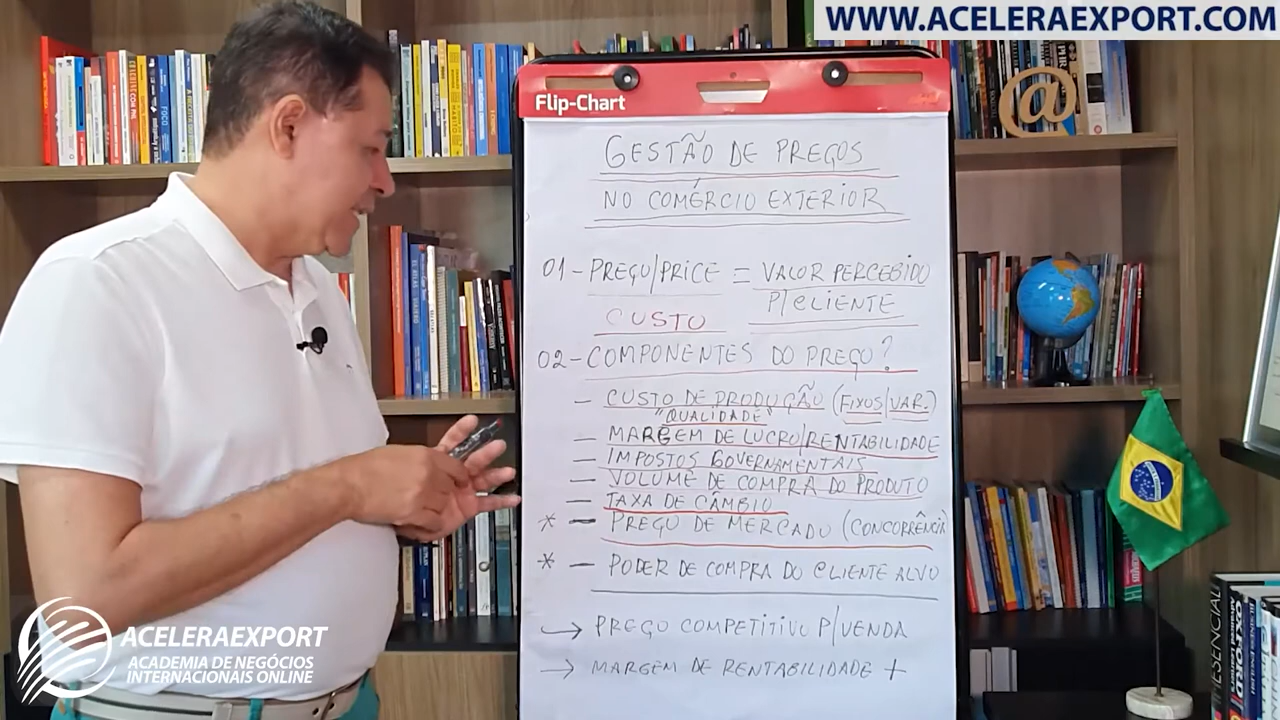 WWW.ACELERAEXPORT.COM
Flip-Chart
GESTÃO DE PREÇOS
NO COMÉRCIO EXTERIOR
01- PREÇO/PRICE = VALOR PERCEBIDO
P/CLIENTE
CUSTO
02- COMPONENTES DO PREÇO?
- CUSTO DE PRODUÇÃO (FIXOS/VAR.)
"QUALIDADE"
- MARGEM DE LUCRO/RENTABILIDADE
- IMPOSTOS GOVERNAMENTAIS
- VOLUME DE COMPRA DO PRODUTO
- TAXA DE CÂMBIO
* - PREÇO DE MERCADO (CONCORRÊNCIA)
* - PODER DE COMPRA DO CLIENTE ALVO
→ PREÇO COMPETITIVO P/VENDA
→ MARGEM DE RENTABILIDADE +
FOCO
@
OXFORD
ACELERAEXPORT
ACADEMIA DE NEGÓCIOS
INTERNACIONAIS ONLINE